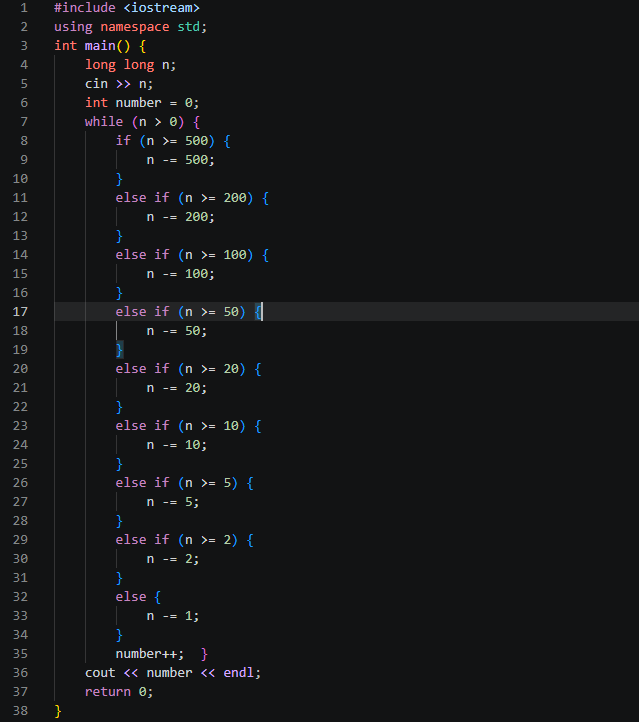 1 #include <iostream>
2 using namespace std;
3 int main() {
4     long long n;
5     cin >> n;
6     int number = 0;
7     while (n > 0) {
8         if (n >= 500) {
9             n -= 500;
10         }
11         else if (n >= 200) {
12             n -= 200;
13         }
14         else if (n >= 100) {
15             n -= 100;
16         }
17         else if (n >= 50) {
18             n -= 50;
19         }
20         else if (n >= 20) {
21             n -= 20;
22         }
23         else if (n >= 10) {
24             n -= 10;
25         }
26         else if (n >= 5) {
27             n -= 5;
28         }
29         else if (n >= 2) {
30             n -= 2;
31         }
32         else {
33             n -= 1;
34         }
35         number++;  }
36     cout << number << endl;
37     return 0;
38 }